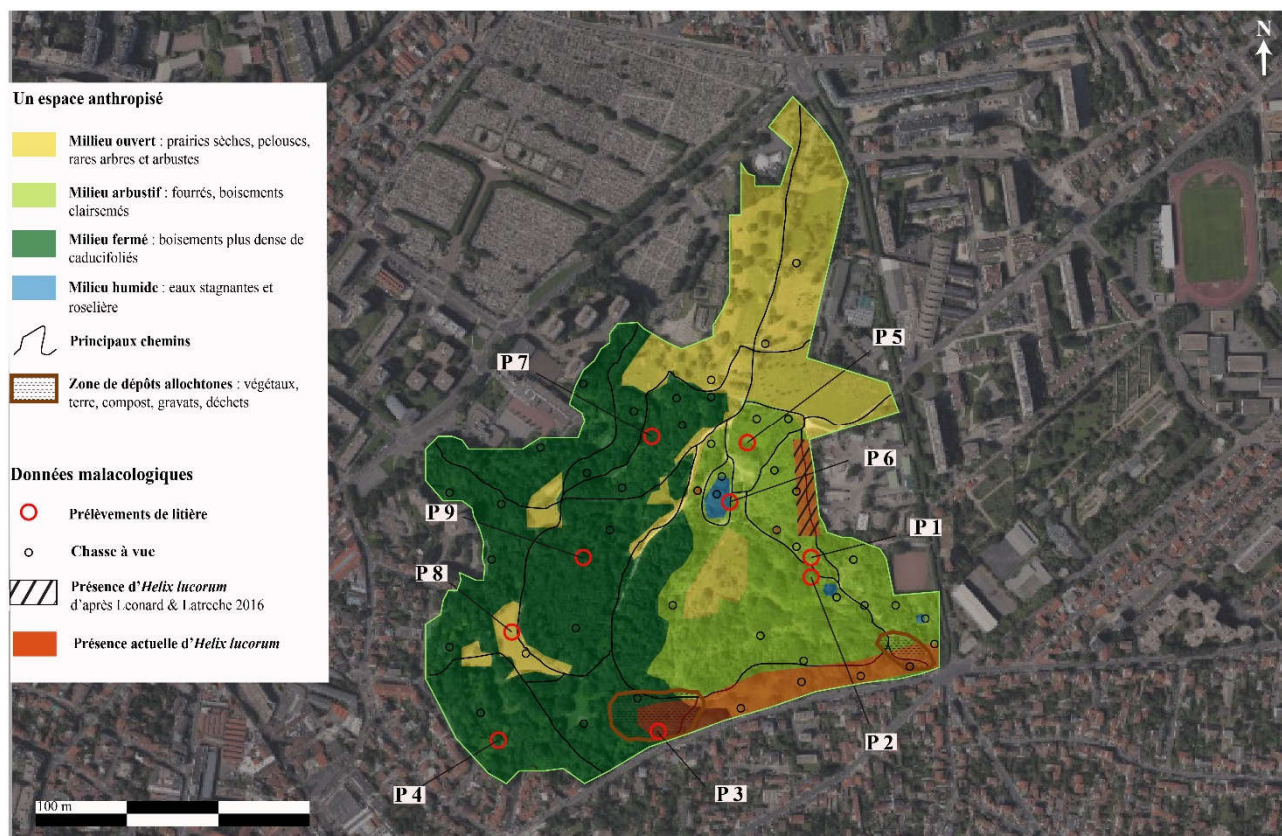 N
Un espace anthropisé
Millieu ouvert : prairies sèches, pelouses,
rares arbres et arbustes
Milieu arbustif : fourrés, boisements
clairsemés
Milieu fermé : boisements plus dense de
caducifoliés
Milieu humide : eaux stagnantes et
roselière
Principaux chemins
Zone de dépôts allochtones : végétaux,
terre, compost, gravats, déchets
Données malacologiques
Prélèvements de litière
Chasse à vue
Présence d'Helix lucorum
d'après Leonard & Latreche 2016
Présence actuelle d'Helix lucorum
100 m
P 5
P 7
P 6
P 9
P 1
P 8
P 2
P 4
P 3